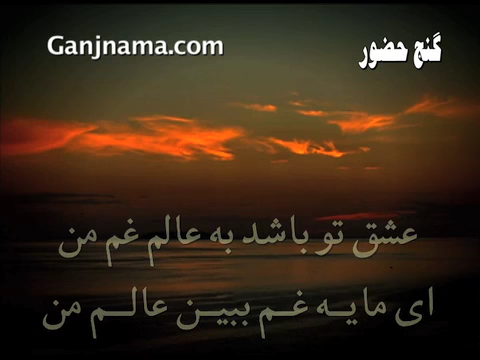 Ganjnama.com
گنج حضور
عشق تو باشد به عالم غم من
ای مایه غم ببین عالم من